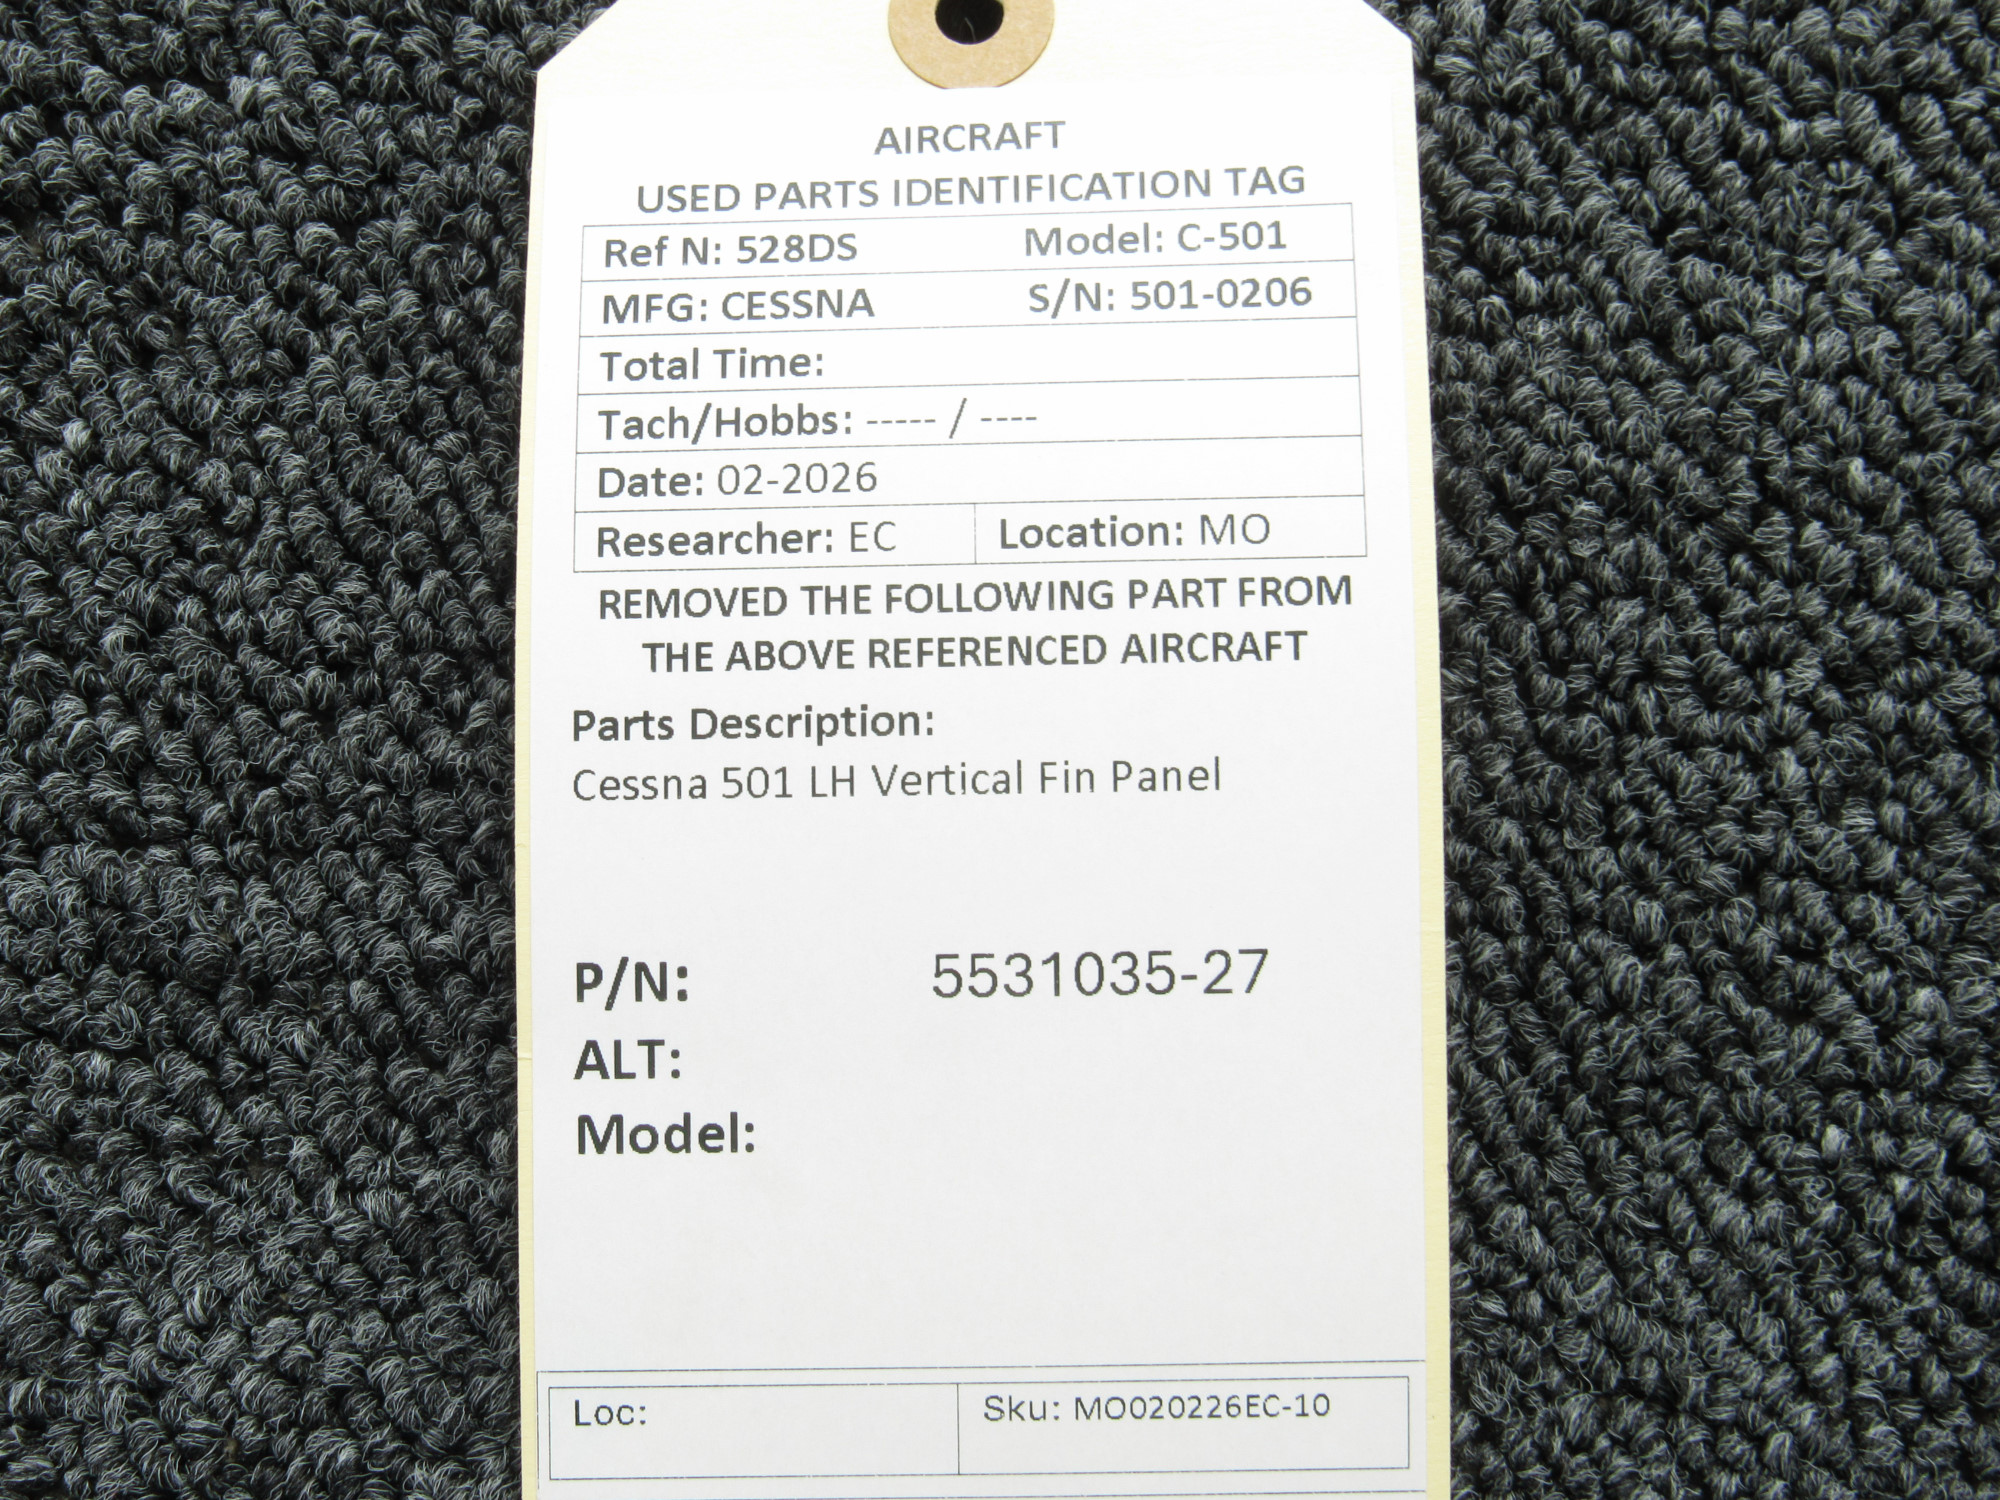 AIRCRAFT
USED PARTS IDENTIFICATION TAG
Ref N: 528DS Model: C-501
MFG: CESSNA S/N: 501-0206
Total Time:
Tach/Hobbs: ----- / ----
Date: 02-2026
Researcher: EC Location: MO
REMOVED THE FOLLOWING PART FROM
THE ABOVE REFERENCED AIRCRAFT
Parts Description:
Cessna 501 LH Vertical Fin Panel
P/N: 5531035-27
ALT:
Model:
Loc: Sku: MO020226EC-10